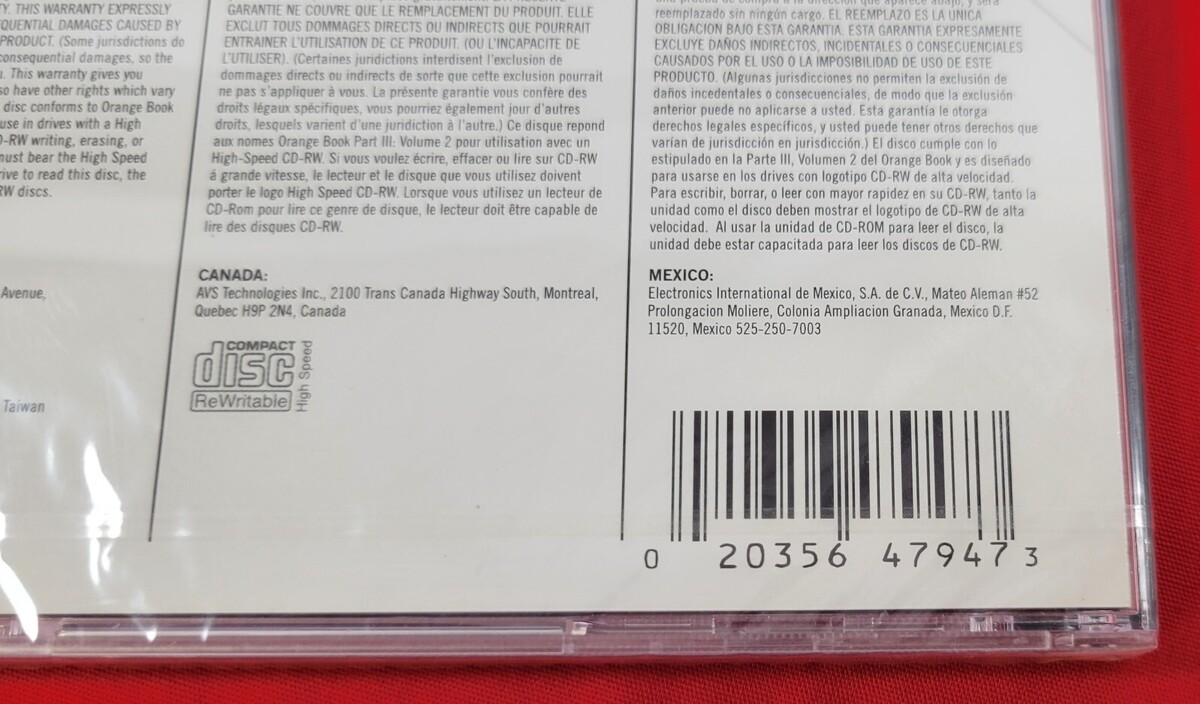 Y. THIS WARRANTY EXPRESSLY
QUENTIAL DAMAGES CAUSED BY
PRODUCT. (Some jurisdictions do
consequential damages, so the
This warranty gives you
so have other rights which vary
disc conforms to Orange Book
use in drives with a High
D-RW writing, erasing, or
must bear the High Speed
rive to read this disc, the
RW discs.
Avenue,
Taiwan
GARANTIE NE COUVRE QUE LE REMPLACEMENT DU PRODUIT. ELLE
EXCLUT TOUS DOMMAGES DIRECTS OU INDIRECTS QUE POURRAIT
ENTRAINER L'UTILISATION DE CE PRODUIT. (OU L'INCAPACITE DE
L'UTILISER). (Certaines juridictions interdisent l'exclusion de
dommages directs ou indirects de sorte que cette exclusion pourrait
ne pas s'appliquer à vous. La présente garantie vous confère des
droits légaux spécifiques, vous pourriez également jour d'autres
droits, lesquels varient d'une juridiction à l'autre.) Ce disque repond
aux nomes Orange Book Part III: Volume 2 pour utilisation avec un
High-Speed CD-RW. Si vous voulez écrire, effacer ou lire sur CD-RW
á grande vitesse, le lecteur et le disque que vous utilisez doivent
porter le logo High Speed CD-RW. Lorsque vous utilisez un lecteur de
CD-Rom pour lire ce genre de disque, le lecteur doit être capable de
lire des disques CD-RW.
CANADA:
AVS Technologies Inc., 2100 Trans Canada Highway South, Montreal,
Quebec H9P 2N4, Canada
COMPACT
disc
ReWritable
High Speed
una prueba de compra a la dirección que aparece abajo, y será
reemplazado sin ningún cargo. EL REEMPLAZO ES LA UNICA
OBLIGACION BAJO ESTA GARANTIA. ESTA GARANTIA EXPRESAMENTE
EXCLUYE DAÑOS INDIRECTOS, INCIDENTALES O CONSECUENCIALES
CAUSADOS POR EL USO O LA IMPOSIBILIDAD DE USO DE ESTE
PRODUCTO. (Algunas jurisdicciones no permiten la exclusión de
daños incedentales o consecuenciales, de modo que la exclusión
anterior puede no aplicarse a usted. Esta garantía le otorga
derechos legales específicos, y usted puede tener otros derechos que
varían de jurisdicción en jurisdicción.) El disco cumple con lo
estipulado en la Parte III, Volumen 2 del Orange Book y es diseñado
para usarse en los drives con logotipo CD-RW de alta velocidad.
Para escribir, borrar, o leer con mayor rapidez en su CD-RW, tanto la
unidad como el disco deben mostrar el logotipo de CD-RW de alta
velocidad. Al usar la unidad de CD-ROM para leer el disco, la
unidad debe estar capacitada para leer los discos de CD-RW.
MEXICO:
Electronics International de Mexico, S.A. de C.V., Mateo Aleman #52
Prolongacion Moliere, Colonia Ampliacion Granada, Mexico D.F.
11520, Mexico 525-250-7003
0 20356 47947 3